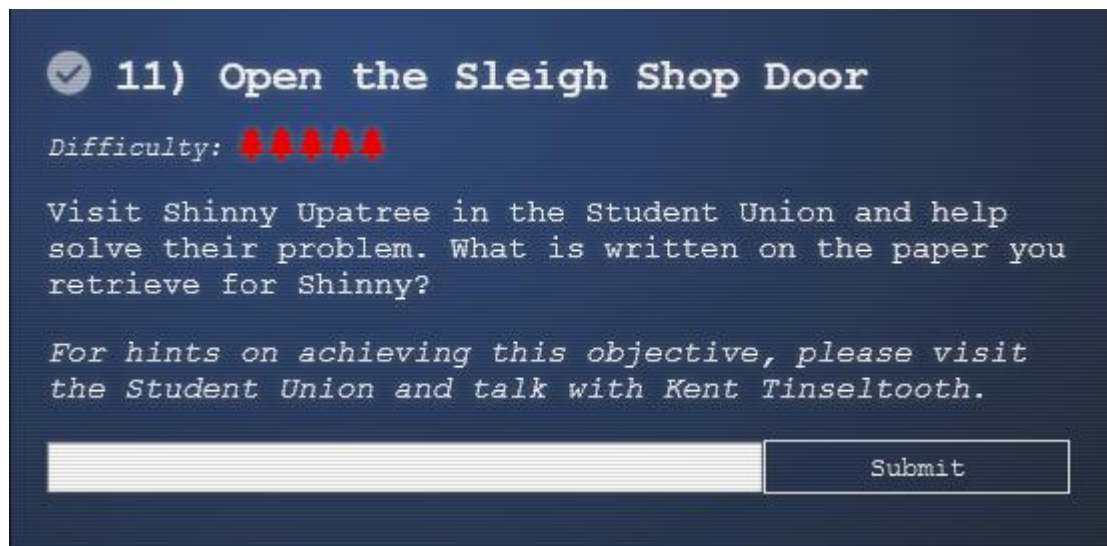 11) Open the Sleigh Shop Door
Difficulty:
Visit Shinny Upatree in the Student Union and help
solve their problem. What is written on the paper you
retrieve for Shinny?
For hints on achieving this objective, please visit
the Student Union and talk with Kent Tinseltooth.
Submit